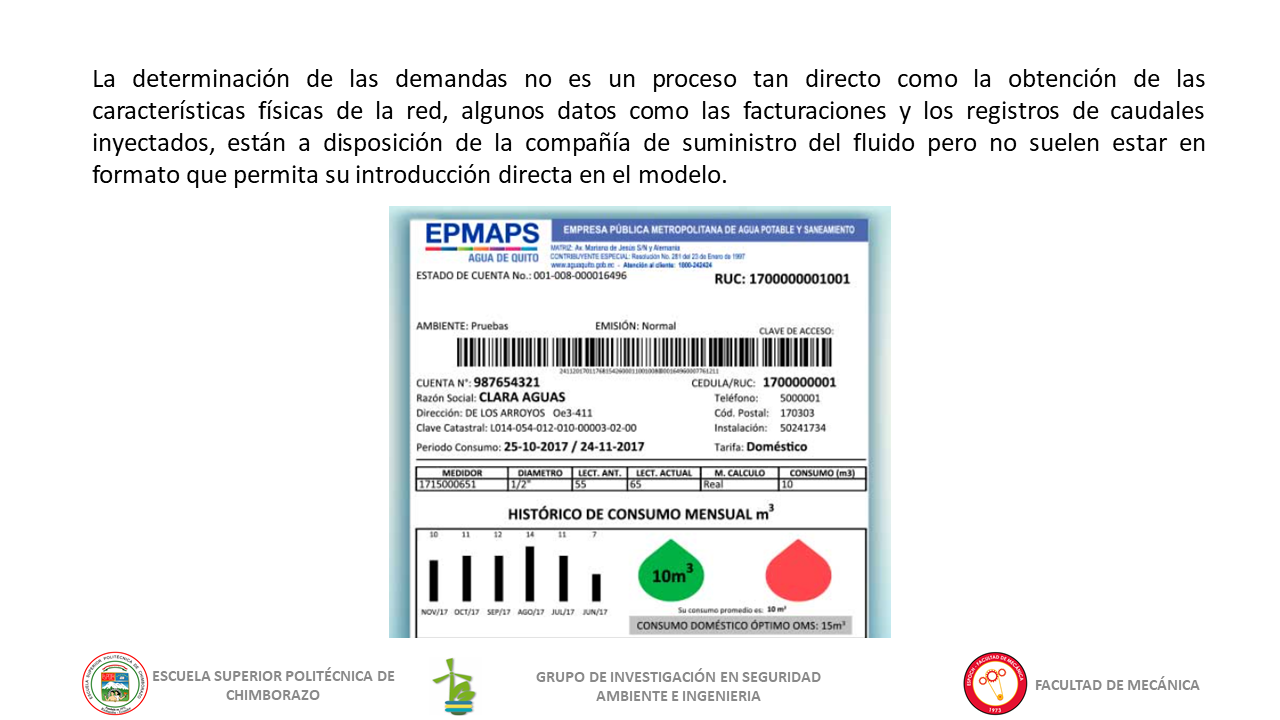 La determinación de las demandas no es un proceso tan directo como la obtención de las
características físicas de la red, algunos datos como las facturaciones y los registros de caudales
inyectados, están a disposición de la compañía de suministro del fluido pero no suelen estar en
formato que permita su introducción directa en el modelo.
EPMAPS
AGUA DE QUITO
EMPRESA PÚBLICA METROPOLITANA DE AGUA POTABLE Y SANEAMIENTO
MATRIZ: Av. Mariana de Jesús S/N y Alemania
CONTRIBUYENTE ESPECIAL: Resolución No. 281 del 23 de Enero de 1997
www.aguaquito.gob.ec - Atención al cliente: 1800-242424
ESTADO DE CUENTA No.: 001-008-000016496
RUC: 1700000001001
AMBIENTE: Pruebas EMISIÓN: Normal CLAVE DE ACCESO:
CUENTA N°: 987654321 CEDULA/RUC: 1700000001
Razón Social: CLARA AGUAS Teléfono: 5000001
Dirección: DE LOS ARROYOS Oe3-411 Cód. Postal: 170303
Clave Catastral: L014-054-012-010-00003-02-00 Instalación: 50241734
Periodo Consumo: 25-10-2017 / 24-11-2017 Tarifa: Doméstico
MEDIDOR DIAMETRO LECT. ANT. LECT. ACTUAL M. CALCULO CONSUMO (m3)
1715000651 1/2" 55 65 Real 10
HISTÓRICO DE CONSUMO MENSUAL m³
10 11 12 14 11 7
10m³
NOV/17 OCT/17 SEP/17 AGO/17 JUL/17 JUN/17
Su consumo promedio es: 10 m³
CONSUMO DOMÉSTICO ÓPTIMO OMS: 15m³
ESCUELA SUPERIOR POLITÉCNICA DE
CHIMBORAZO
GRUPO DE INVESTIGACIÓN EN SEGURIDAD
AMBIENTE E INGENIERIA
FACULTAD DE MECÁNICA